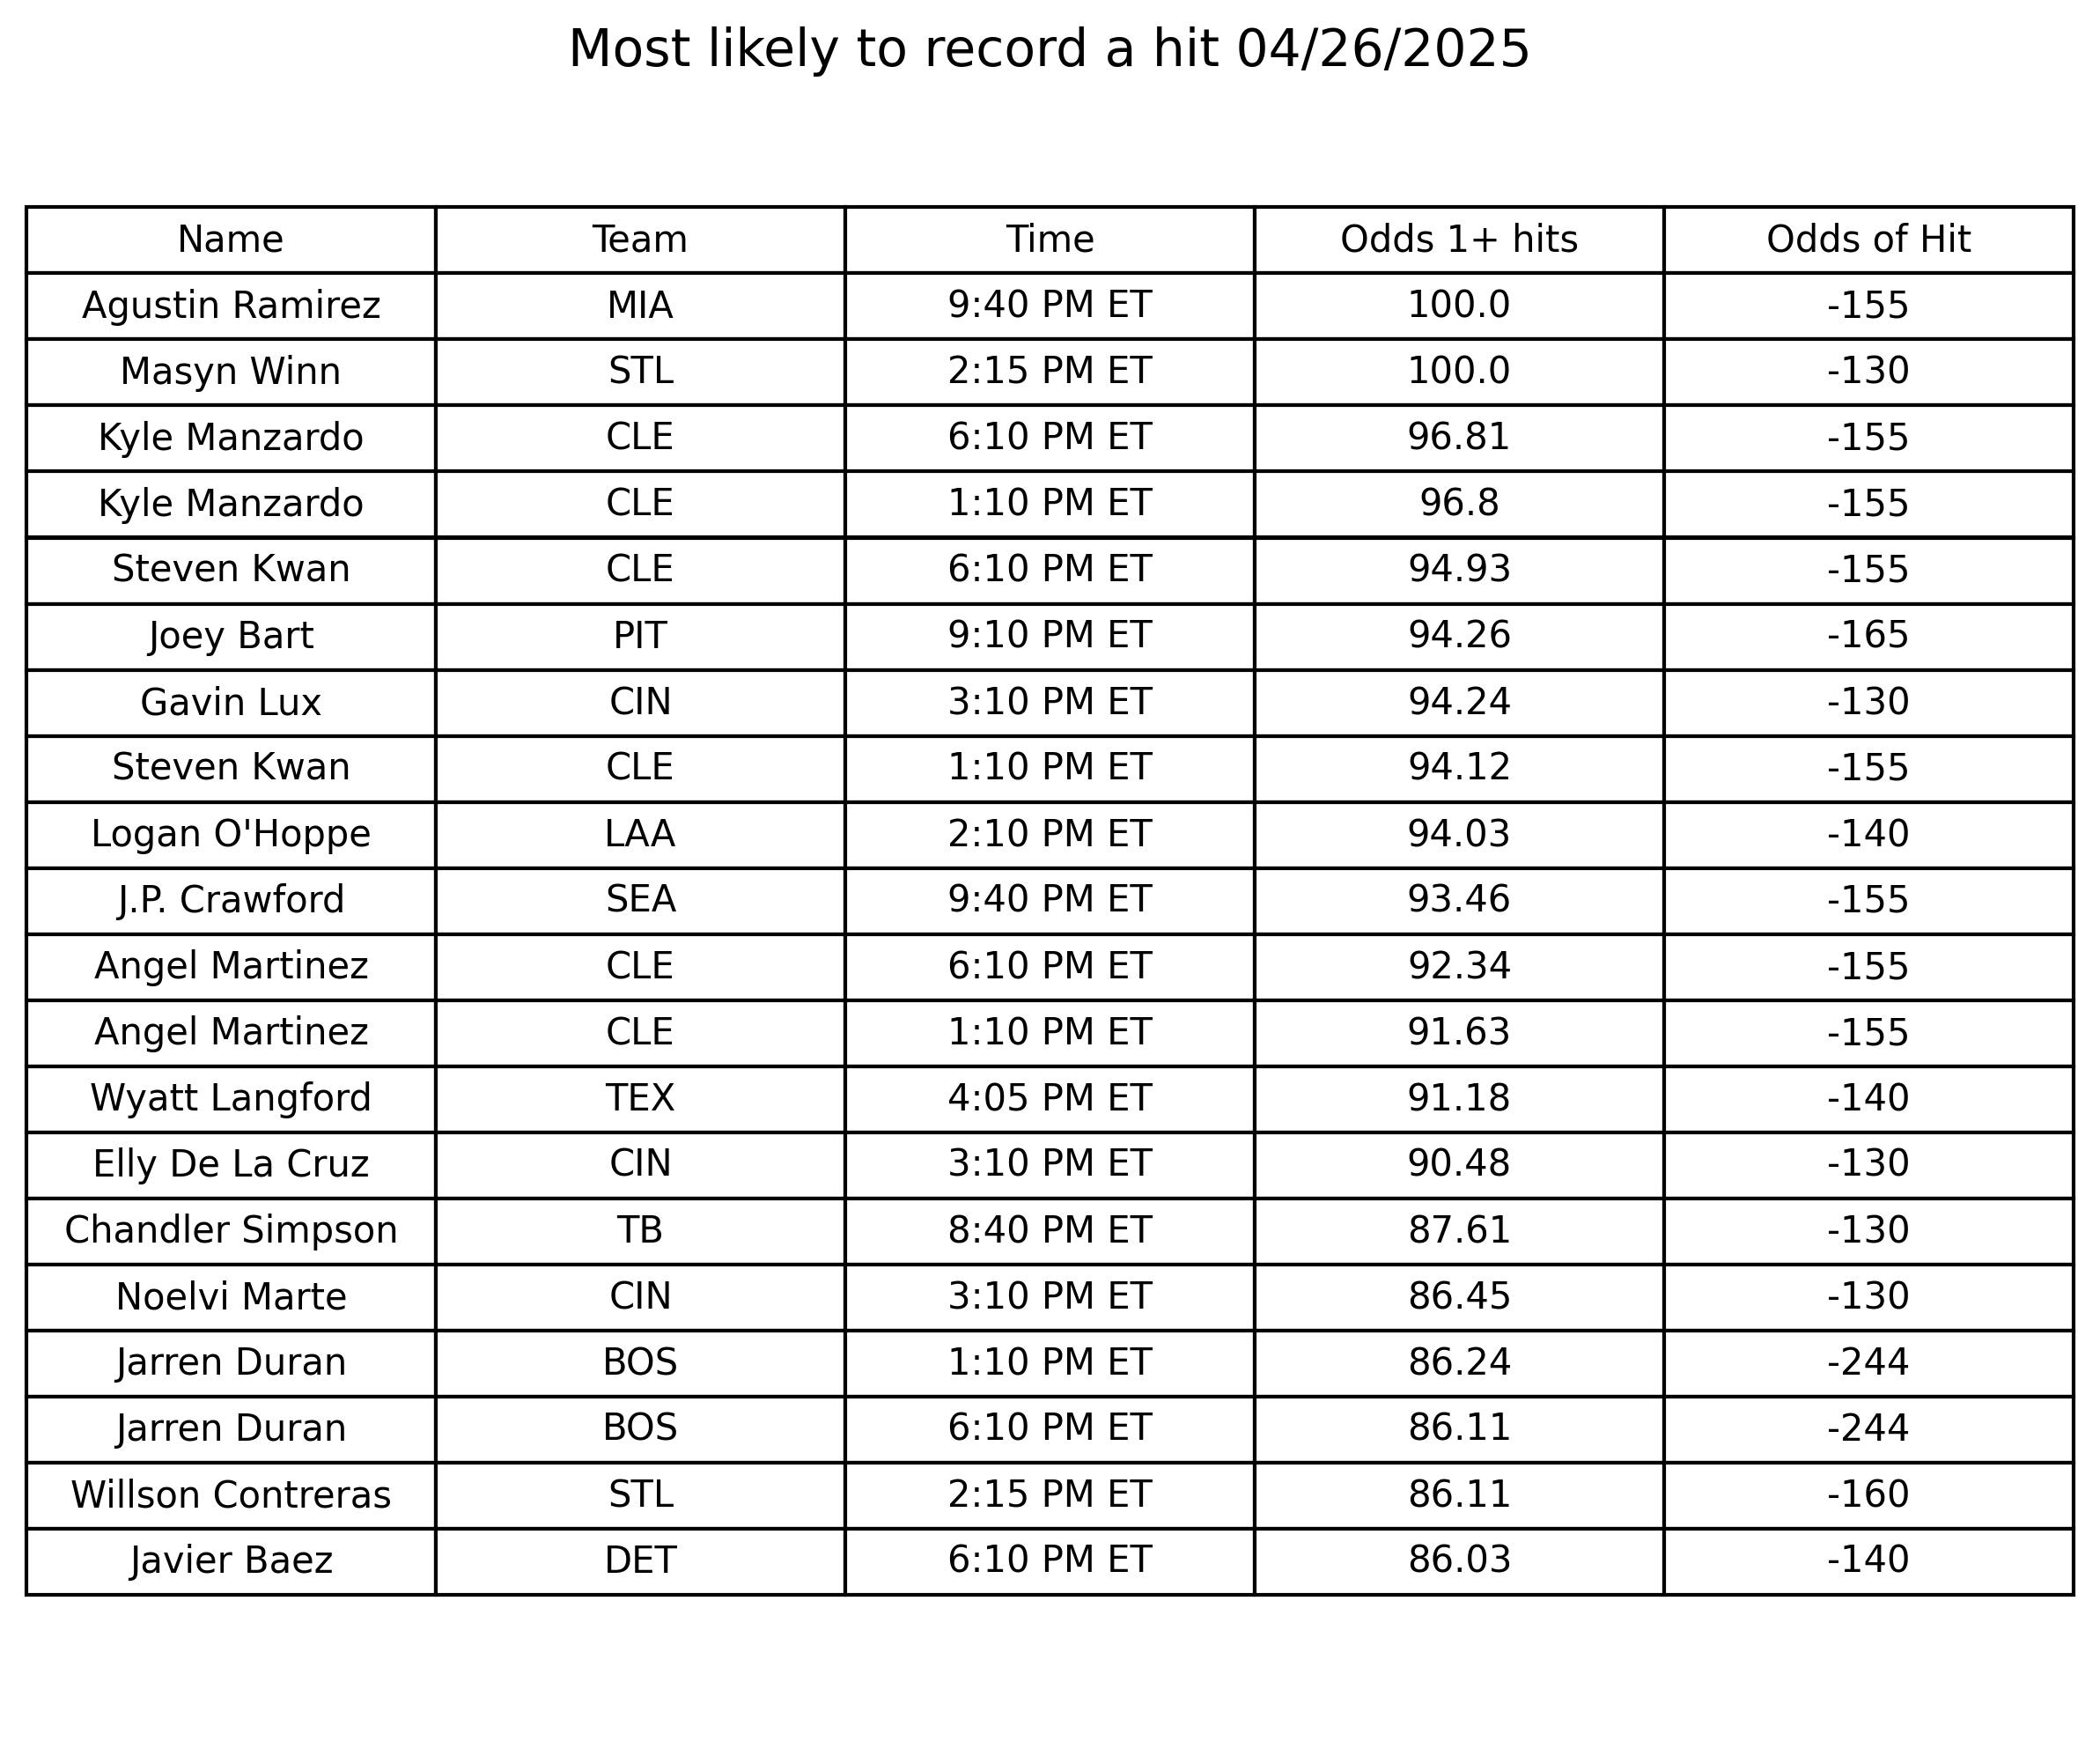 Most likely to record a hit 04/26/2025
Name Team Time Odds 1+ hits Odds of Hit
Agustin Ramirez MIA 9:40 PM ET 100.0 -155
Masyn Winn STL 2:15 PM ET 100.0 -130
Kyle Manzardo CLE 6:10 PM ET 96.81 -155
Kyle Manzardo CLE 1:10 PM ET 96.8 -155
Steven Kwan CLE 6:10 PM ET 94.93 -155
Joey Bart PIT 9:10 PM ET 94.26 -165
Gavin Lux CIN 3:10 PM ET 94.24 -130
Steven Kwan CLE 1:10 PM ET 94.12 -155
Logan O'Hoppe LAA 2:10 PM ET 94.03 -140
J.P. Crawford SEA 9:40 PM ET 93.46 -155
Angel Martinez CLE 6:10 PM ET 92.34 -155
Angel Martinez CLE 1:10 PM ET 91.63 -155
Wyatt Langford TEX 4:05 PM ET 91.18 -140
Elly De La Cruz CIN 3:10 PM ET 90.48 -130
Chandler Simpson TB 8:40 PM ET 87.61 -130
Noelvi Marte CIN 3:10 PM ET 86.45 -130
Jarren Duran BOS 1:10 PM ET 86.24 -244
Jarren Duran BOS 6:10 PM ET 86.11 -244
Willson Contreras STL 2:15 PM ET 86.11 -160
Javier Baez DET 6:10 PM ET 86.03 -140